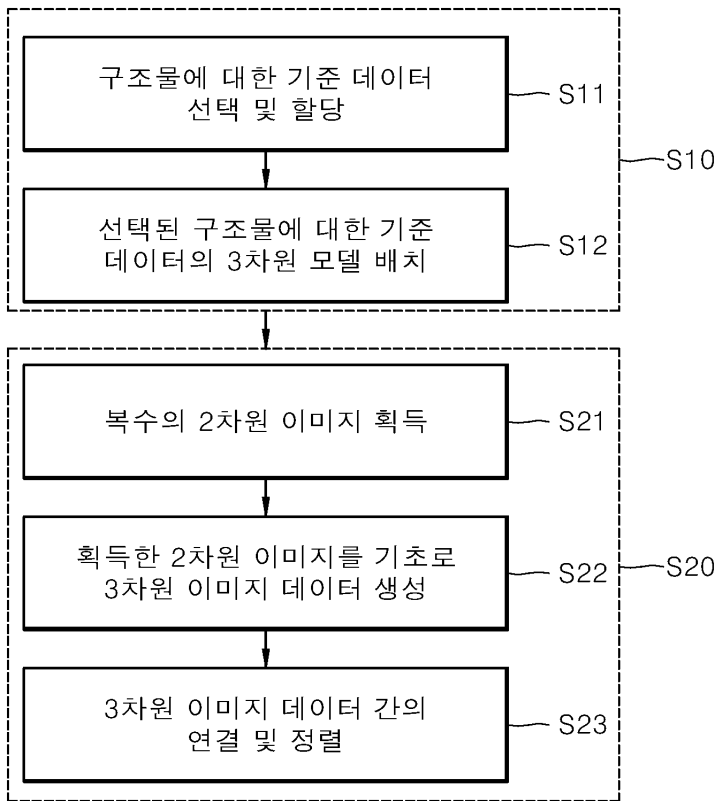 구조물에 대한 기준 데이터
선택 및 할당
S11
S10
선택된 구조물에 대한 기준
데이터의 3차원 모델 배치
S12
복수의 2차원 이미지 획득
S21
획득한 2차원 이미지를 기초로
3차원 이미지 데이터 생성
S22
S20
3차원 이미지 데이터 간의
연결 및 정렬
S23